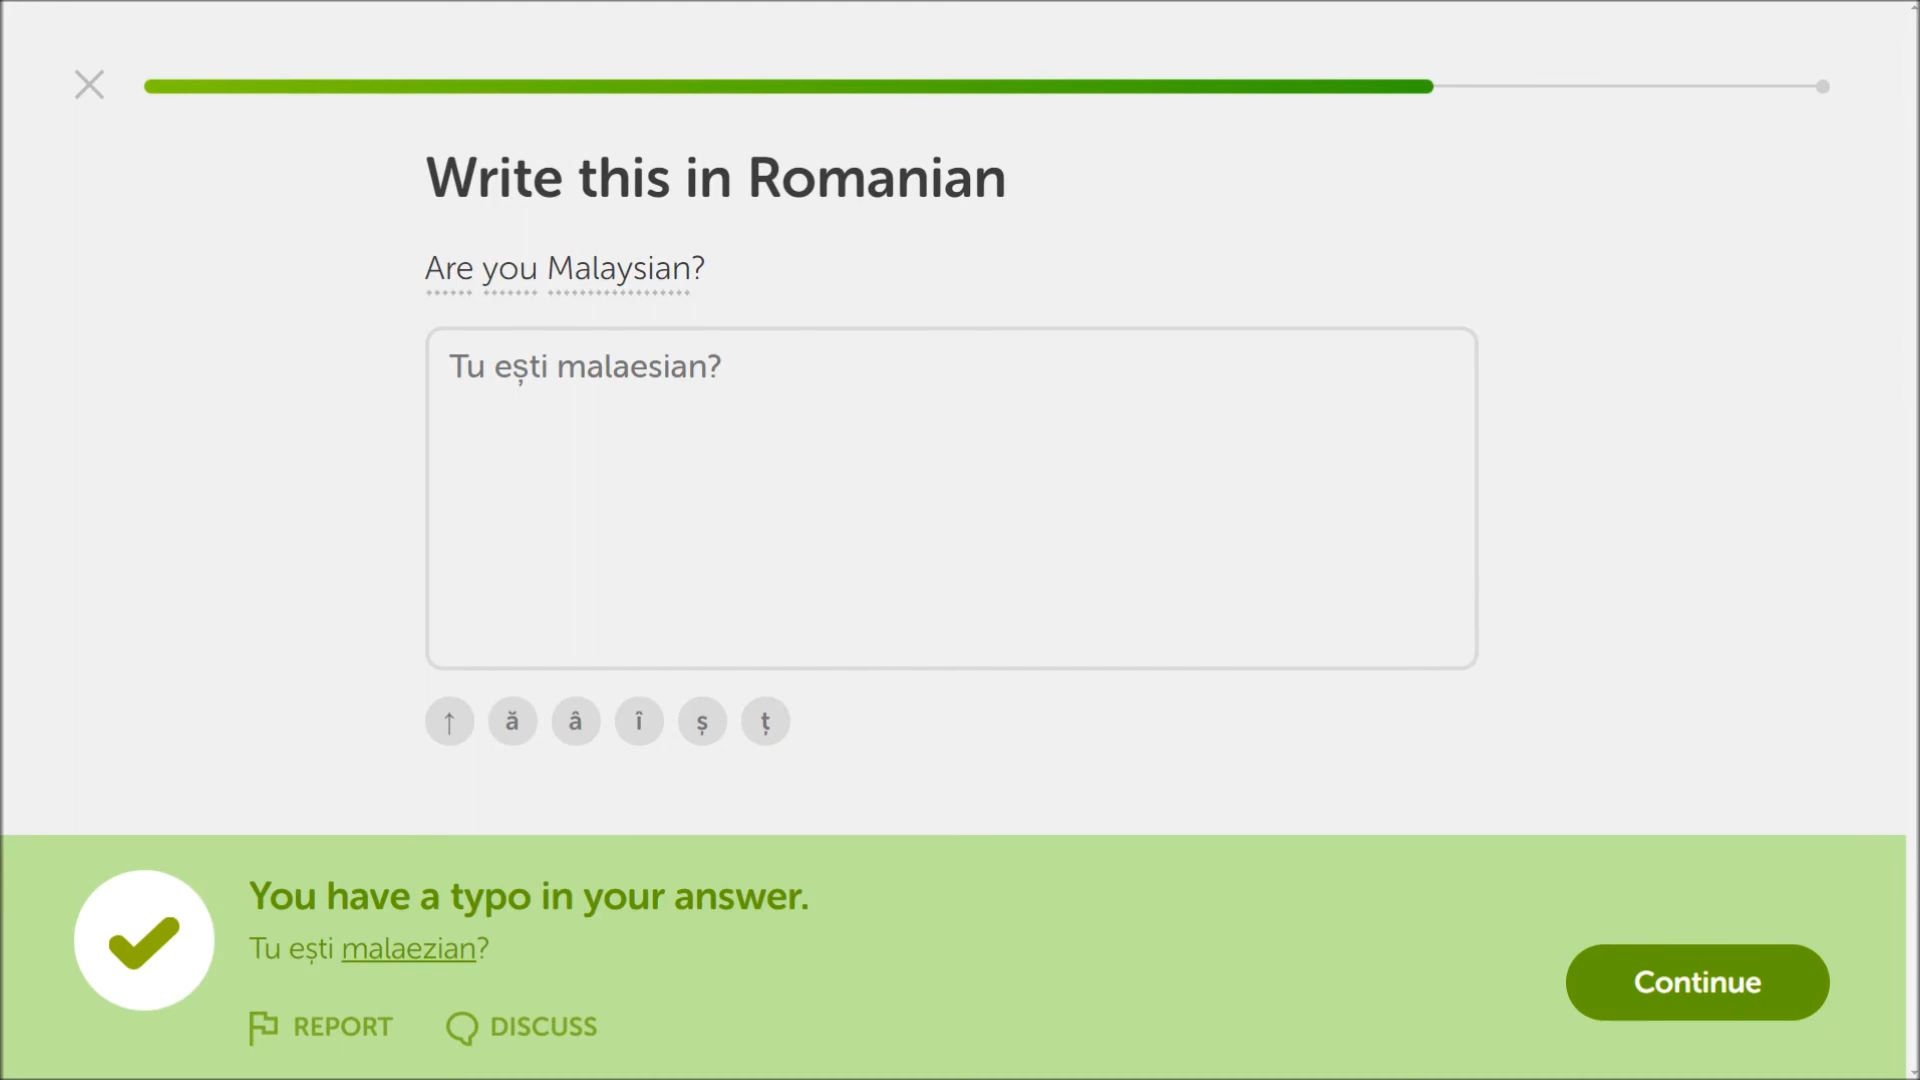 Write this in Romanian
Are you Malaysian?
Tu ești malaesian?
↑ ă â î ș ț
You have a typo in your answer.
Tu ești malaezian?
REPORT DISCUSS
Continue